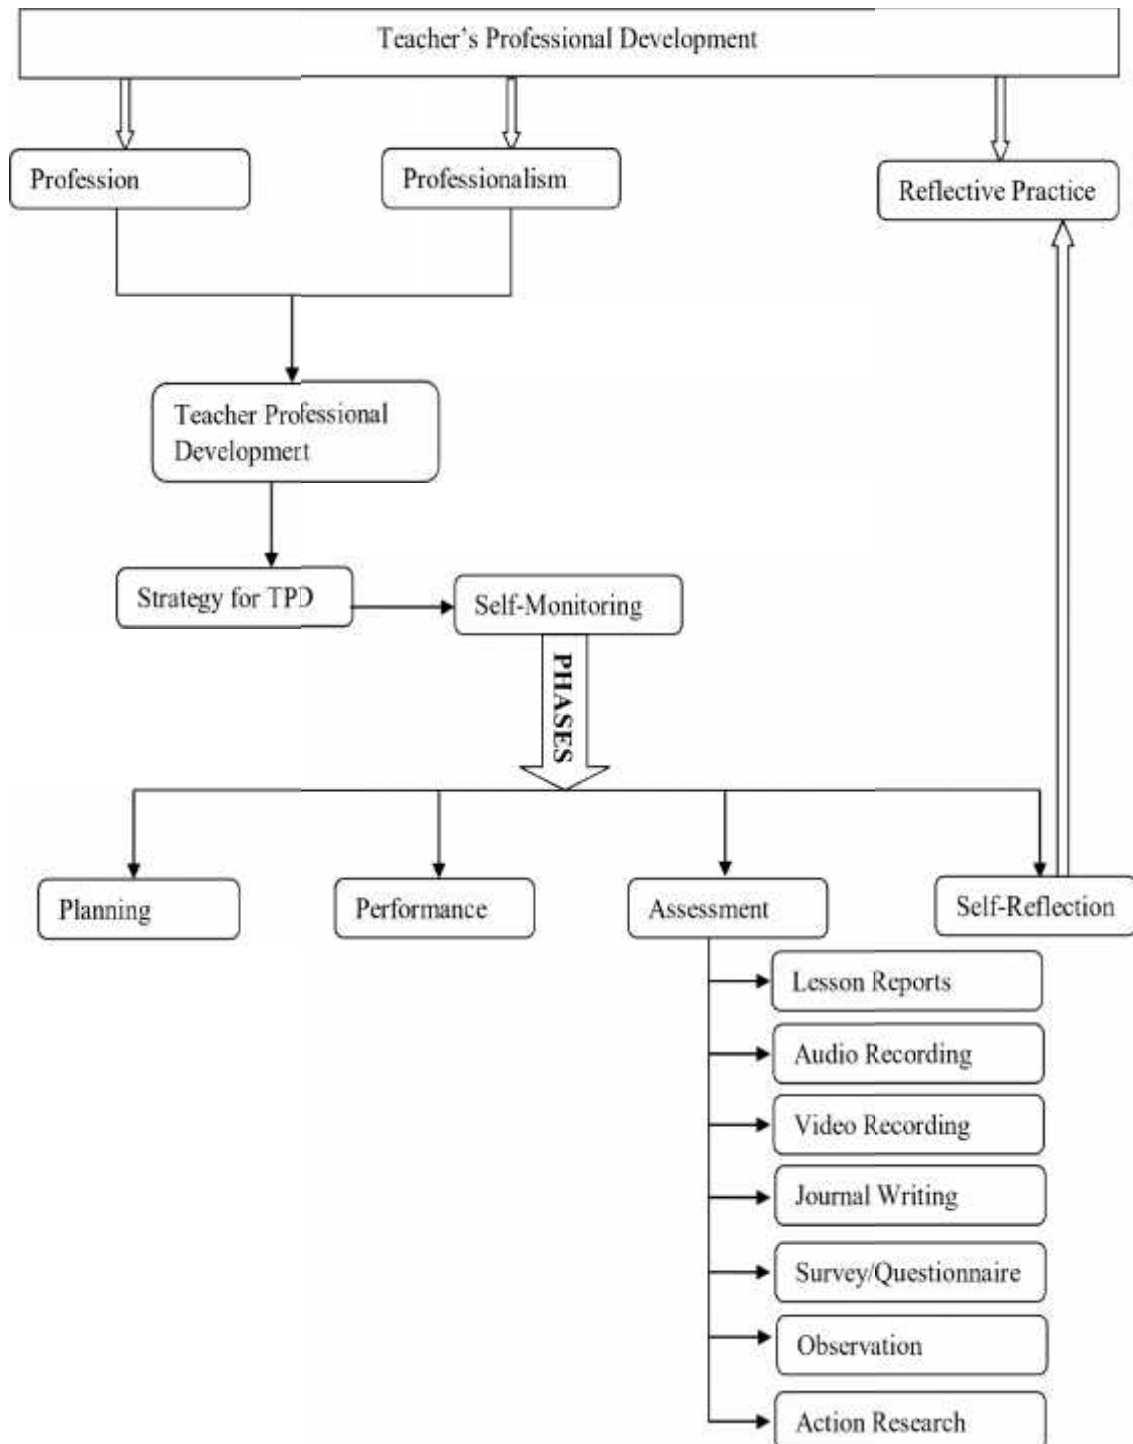 Teacher’s Professional Development
Profession
Professionalism
Reflective Practice
Teacher Professional
Development
Strategy for TPD
Self-Monitoring
PHASES
Planning
Performance
Assessment
Self-Reflection
Lesson Reports
Audio Recording
Video Recording
Journal Writing
Survey/Questionnaire
Observation
Action Research